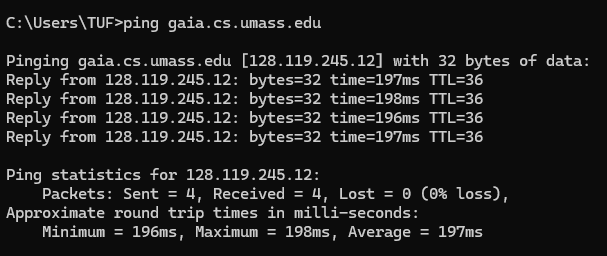 C:\Users\TUF>ping gaia.cs.umass.edu
Pinging gaia.cs.umass.edu [128.119.245.12] with 32 bytes of data:
Reply from 128.119.245.12: bytes=32 time=197ms TTL=36
Reply from 128.119.245.12: bytes=32 time=198ms TTL=36
Reply from 128.119.245.12: bytes=32 time=196ms TTL=36
Reply from 128.119.245.12: bytes=32 time=197ms TTL=36
Ping statistics for 128.119.245.12:
    Packets: Sent = 4, Received = 4, Lost = 0 (0% loss),
Approximate round trip times in milli-seconds:
    Minimum = 196ms, Maximum = 198ms, Average = 197ms